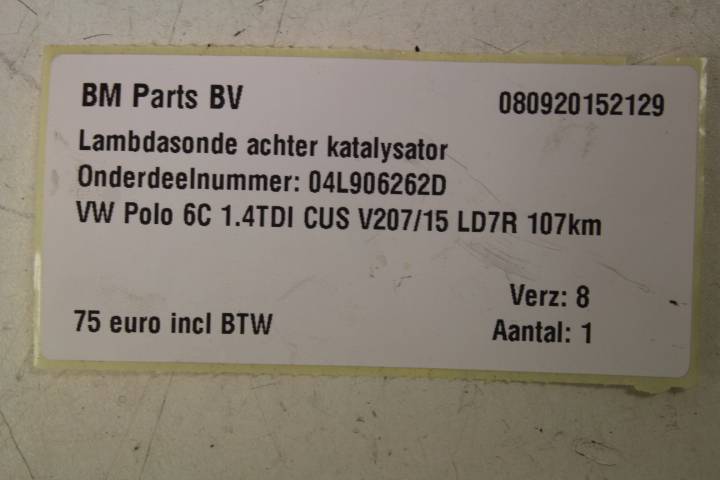 BM Parts BV 080920152129
Lambdasonde achter katalysator
Onderdeelnummer: 04L906262D
VW Polo 6C 1.4TDI CUS V207/15 LD7R 107km
Verz: 8
75 euro incl BTW Aantal: 1